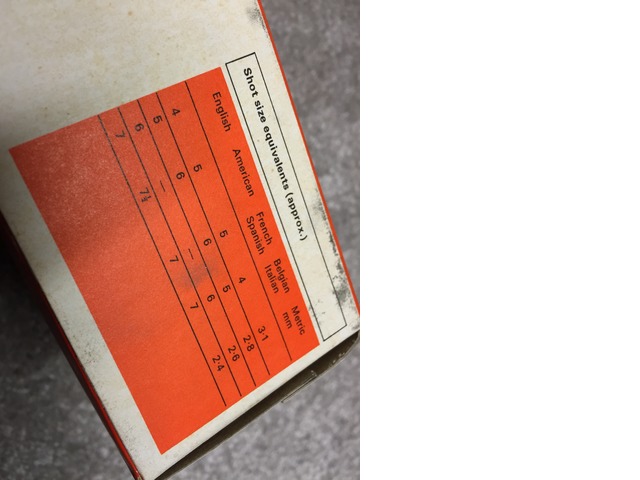 Shot size equivalents (approx.)
English American French Belgian Metric
Spanish Italian mm
4 5 5 4 3·1
5 6 6 5 2·8
6 — — 6 2·6
7 7½ 7 7 2·4